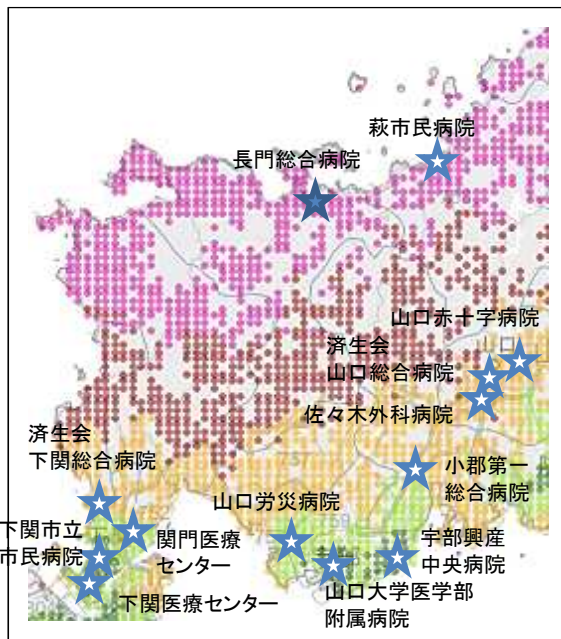 萩市民病院
長門総合病院
山口赤十字病院
山口
済生会
山口総合病院
佐々木外科病院
済生会
下関総合病院
小郡第一
総合病院
山口労災病院
下関市立
市民病院
関門医療
センター
宇部興産
中央病院
下関医療センター
山口大学医学部
附属病院